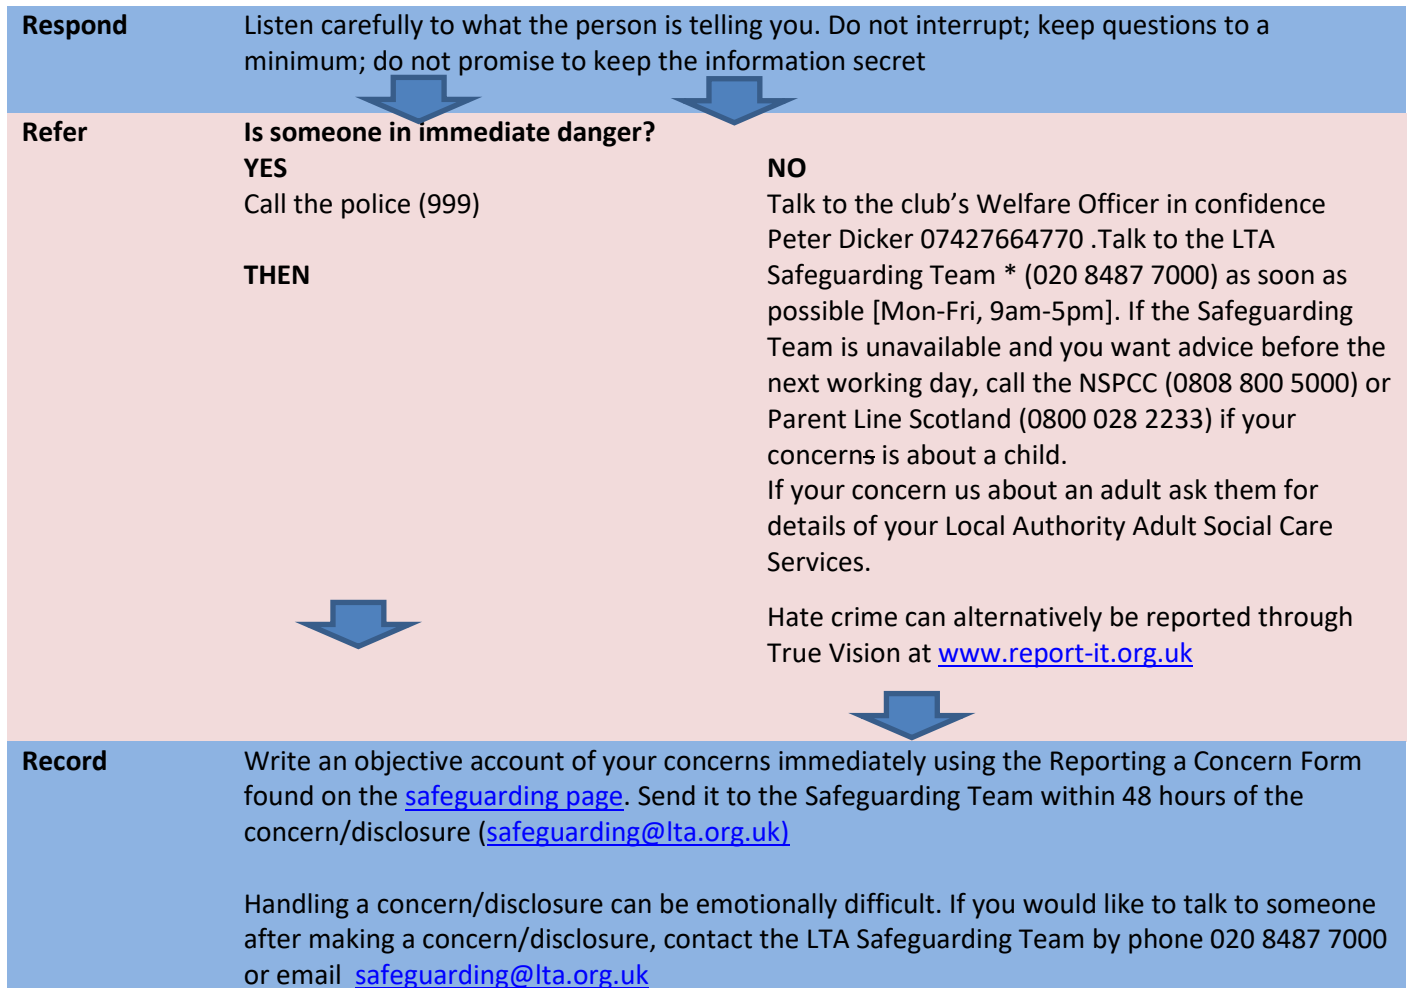 Respond
Listen carefully to what the person is telling you. Do not interrupt; keep questions to a
minimum; do not promise to keep the information secret
Refer
Is someone in immediate danger?
YES
Call the police (999)
THEN
NO
Talk to the club’s Welfare Officer in confidence
Peter Dicker 07427664770 .Talk to the LTA
Safeguarding Team * (020 8487 7000) as soon as
possible [Mon-Fri, 9am-5pm]. If the Safeguarding
Team is unavailable and you want advice before the
next working day, call the NSPCC (0808 800 5000) or
Parent Line Scotland (0800 028 2233) if your
concerns is about a child.
If your concern us about an adult ask them for
details of your Local Authority Adult Social Care
Services.
Hate crime can alternatively be reported through
True Vision at www.report-it.org.uk
Record
Write an objective account of your concerns immediately using the Reporting a Concern Form
found on the safeguarding page. Send it to the Safeguarding Team within 48 hours of the
concern/disclosure (safeguarding@lta.org.uk)
Handling a concern/disclosure can be emotionally difficult. If you would like to talk to someone
after making a concern/disclosure, contact the LTA Safeguarding Team by phone 020 8487 7000
or email safeguarding@lta.org.uk